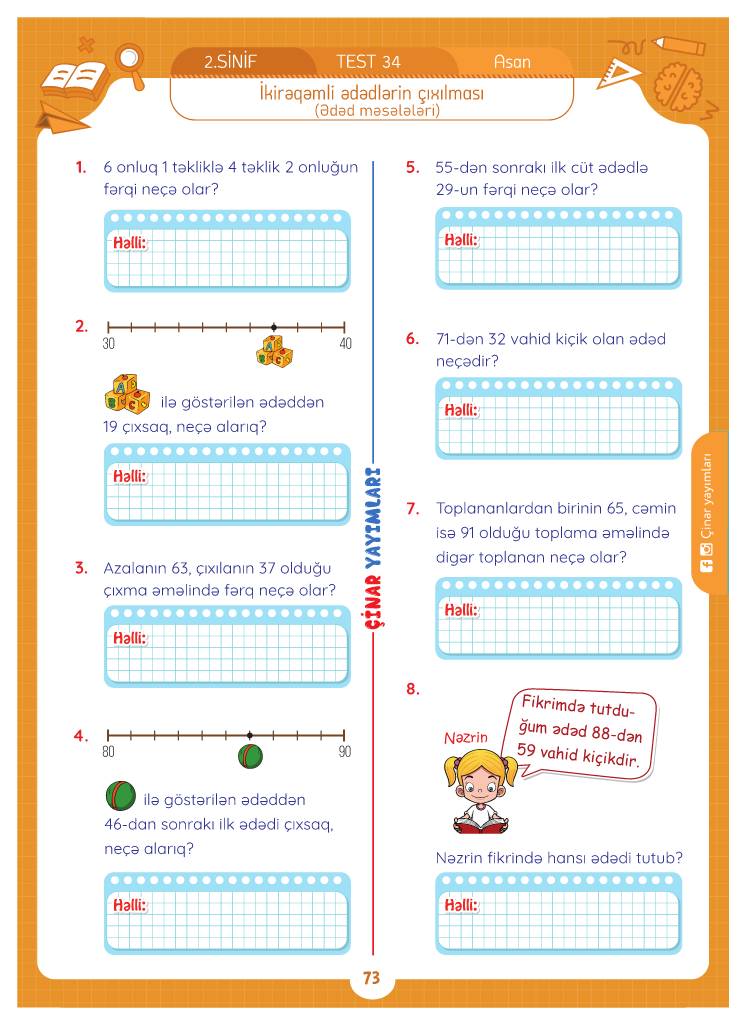 2.SİNİF
TEST 34
Asan
İkirəqəmli ədədlərin çıxılması
(Ədəd məsələləri)
1. 6 onluq 1 təkliklə 4 təklik 2 onluğun
fərqi neçə olar?
Həlli:
2.
30
40
A
B
C
A
B
C
ilə göstərilən ədəddən
19 çıxsaq, neçə alarıq?
Həlli:
3. Azalanın 63, çıxılanın 37 olduğu
çıxma əməlində fərq neçə olar?
Həlli:
4.
80
90
ilə göstərilən ədəddən
46-dan sonrakı ilk ədədi çıxsaq,
neçə alarıq?
Həlli:
ÇİNAR YAYIMLARI
5. 55-dən sonrakı ilk cüt ədədlə
29-un fərqi neçə olar?
Həlli:
6. 71-dən 32 vahid kiçik olan ədəd
neçədir?
Həlli:
7. Toplananlardan birinin 65, cəmin
isə 91 olduğu toplama əməlində
digər toplanan neçə olar?
Həlli:
8.
Nəzrin
Fikrimdə tutdu-
ğum ədəd 88-dən
59 vahid kiçikdir.
Nəzrin fikrində hansı ədədi tutub?
Həlli:
Çinar yayımları
73